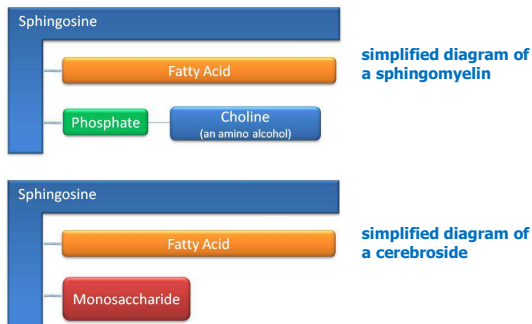 Sphingosine
Fatty Acid
simplified diagram of
a sphingomyelin
Phosphate
Choline
(an amino alcohol)
Sphingosine
Fatty Acid
simplified diagram of
a cerebroside
Monosaccharide